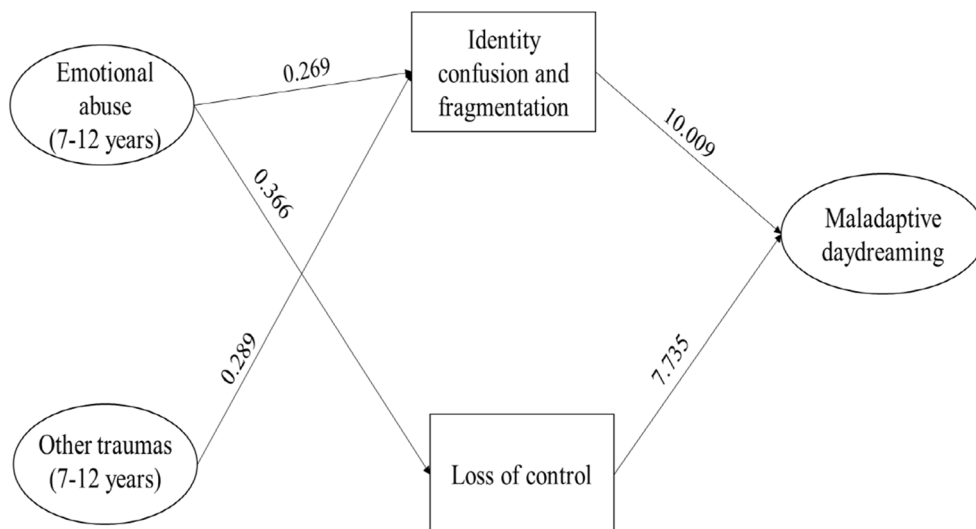 Emotional
abuse
(7-12 years)
0.269
Identity
confusion and
fragmentation
10.009
0.366
Maladaptive
daydreaming
0.289
7.735
Other traumas
(7-12 years)
Loss of control